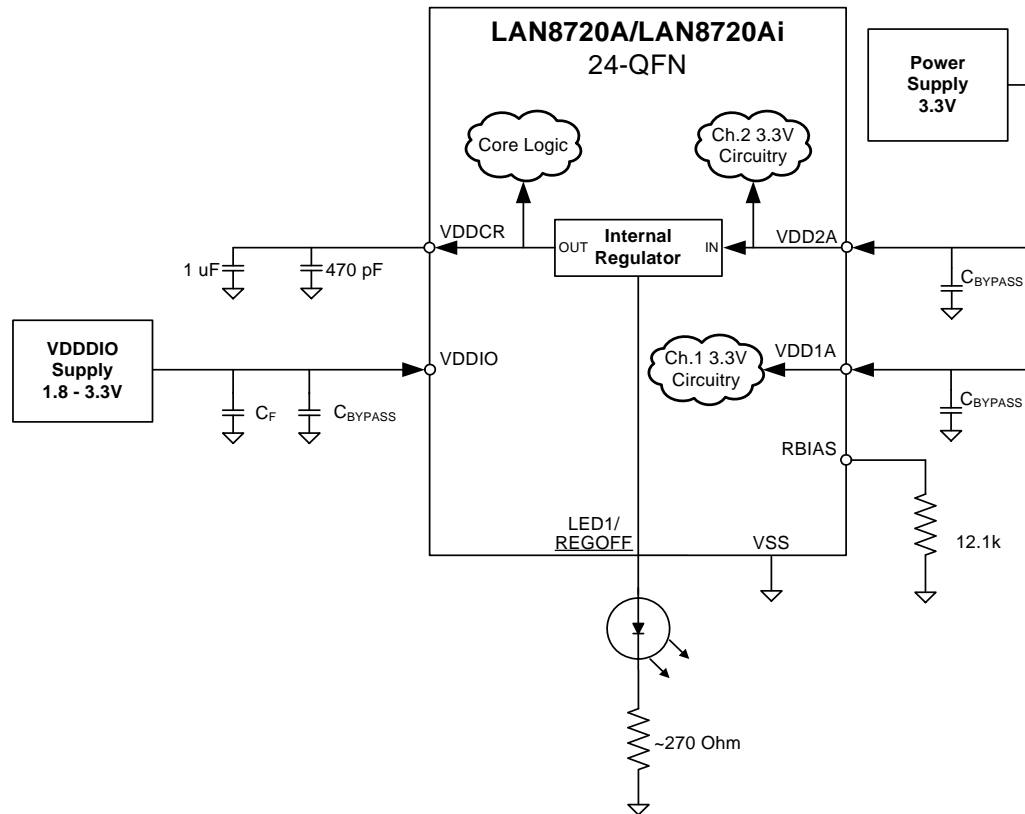 LAN8720A/LAN8720Ai
24-QFN
Power
Supply
3.3V
Core Logic
Ch.2 3.3V
Circuitry
VDDCR
OUT
Internal
Regulator
IN
VDD2A
1 uF
470 pF
CBYPASS
VDDDIO
Supply
1.8 - 3.3V
VDDIO
Ch.1 3.3V
Circuitry
VDD1A
CF
CBYPASS
CBYPASS
RBIAS
LED1/
REGOFF
VSS
12.1k
~270 Ohm